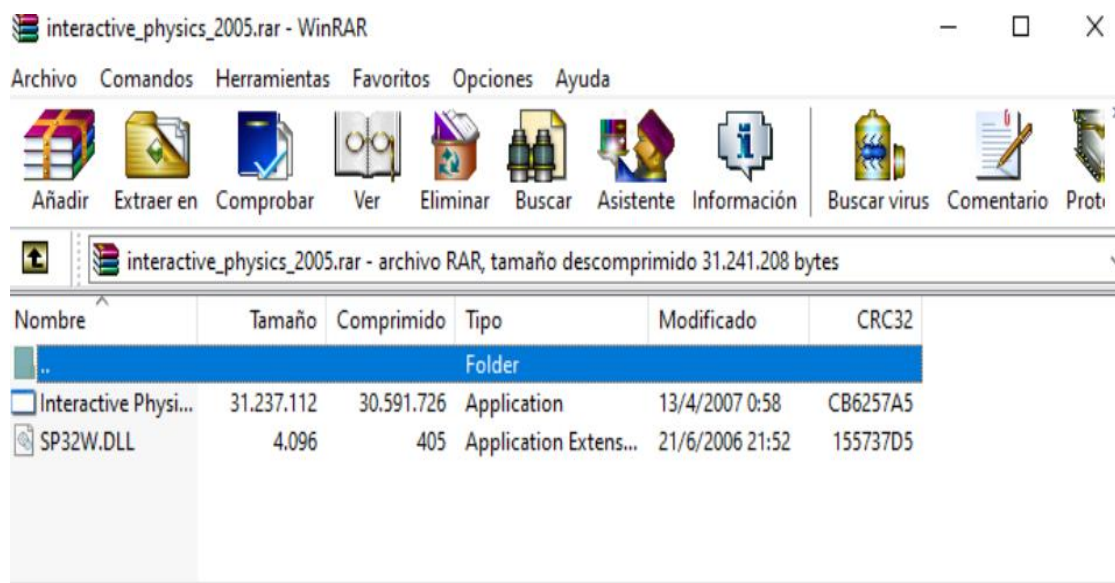 interactive_physics_2005.rar - WinRAR
Archivo Comandos Herramientas Favoritos Opciones Ayuda
Añadir Extraer en Comprobar Ver Eliminar Buscar Asistente Información Buscar virus Comentario Prot
interactive_physics_2005.rar - archivo RAR, tamaño descomprimido 31.241.208 bytes
Nombre Tamaño Comprimido Tipo Modificado CRC32
.. Folder
Interactive Physi... 31.237.112 30.591.726 Application 13/4/2007 0:58 CB6257A5
SP32W.DLL 4.096 405 Application Extens... 21/6/2006 21:52 155737D5